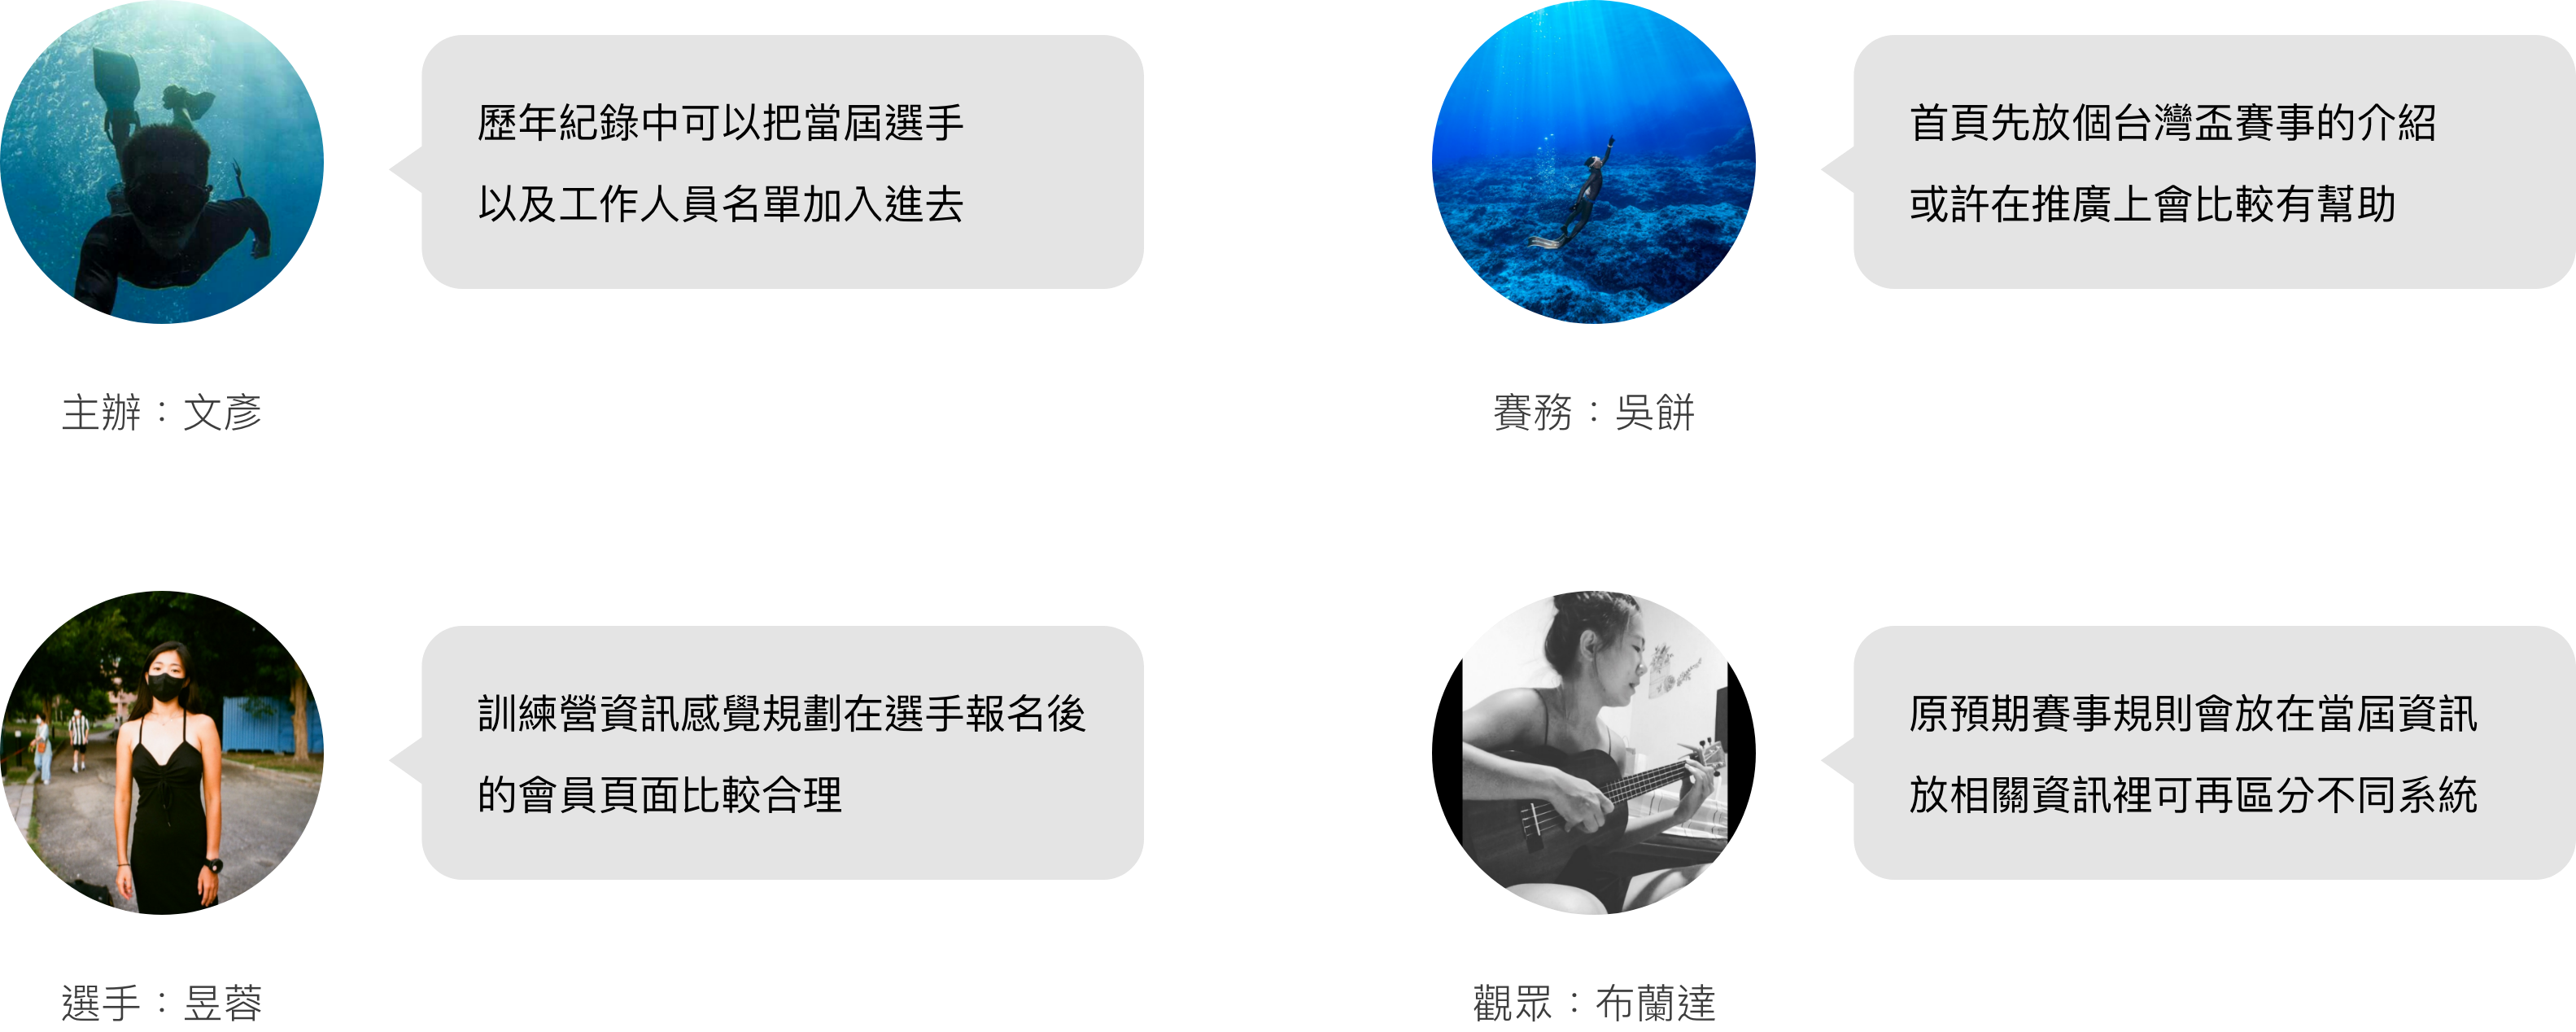 歷年紀錄中可以把當屆選手
以及工作人員名單加入進去
主辦：文彥
首頁先放個台灣盃賽事的介紹
或許在推廣上會比較有幫助
賽務：吳餅
訓練營資訊感覺規劃在選手報名後
的會員頁面比較合理
選手：昱蓉
原預期賽事規則會放在當屆資訊
放相關資訊裡可再區分不同系統
觀眾：布蘭達